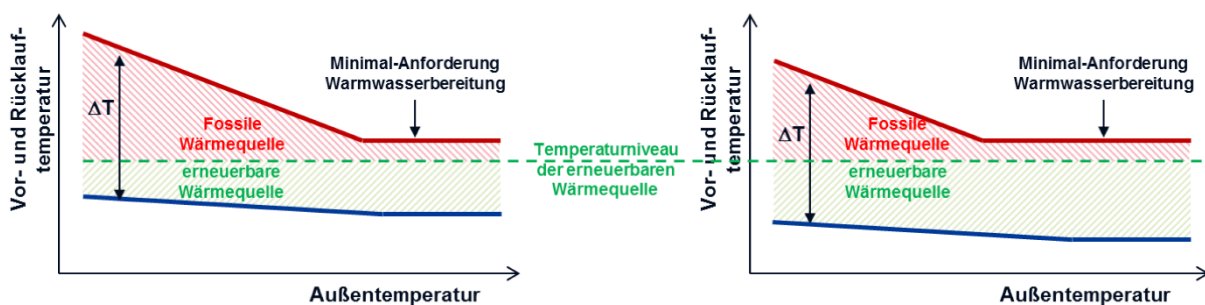 Vor- und Rücklauf-
temperatur
ΔT
Fossile
Wärmequelle
erneuerbare
Wärmequelle
Minimal-Anforderung
Warmwasserbereitung
Außentemperatur
Temperaturniveau
der erneuerbaren
Wärmequelle
Vor- und Rücklauf-
temperatur
ΔT
Fossile
Wärmequelle
erneuerbare
Wärmequelle
Minimal-Anforderung
Warmwasserbereitung
Außentemperatur